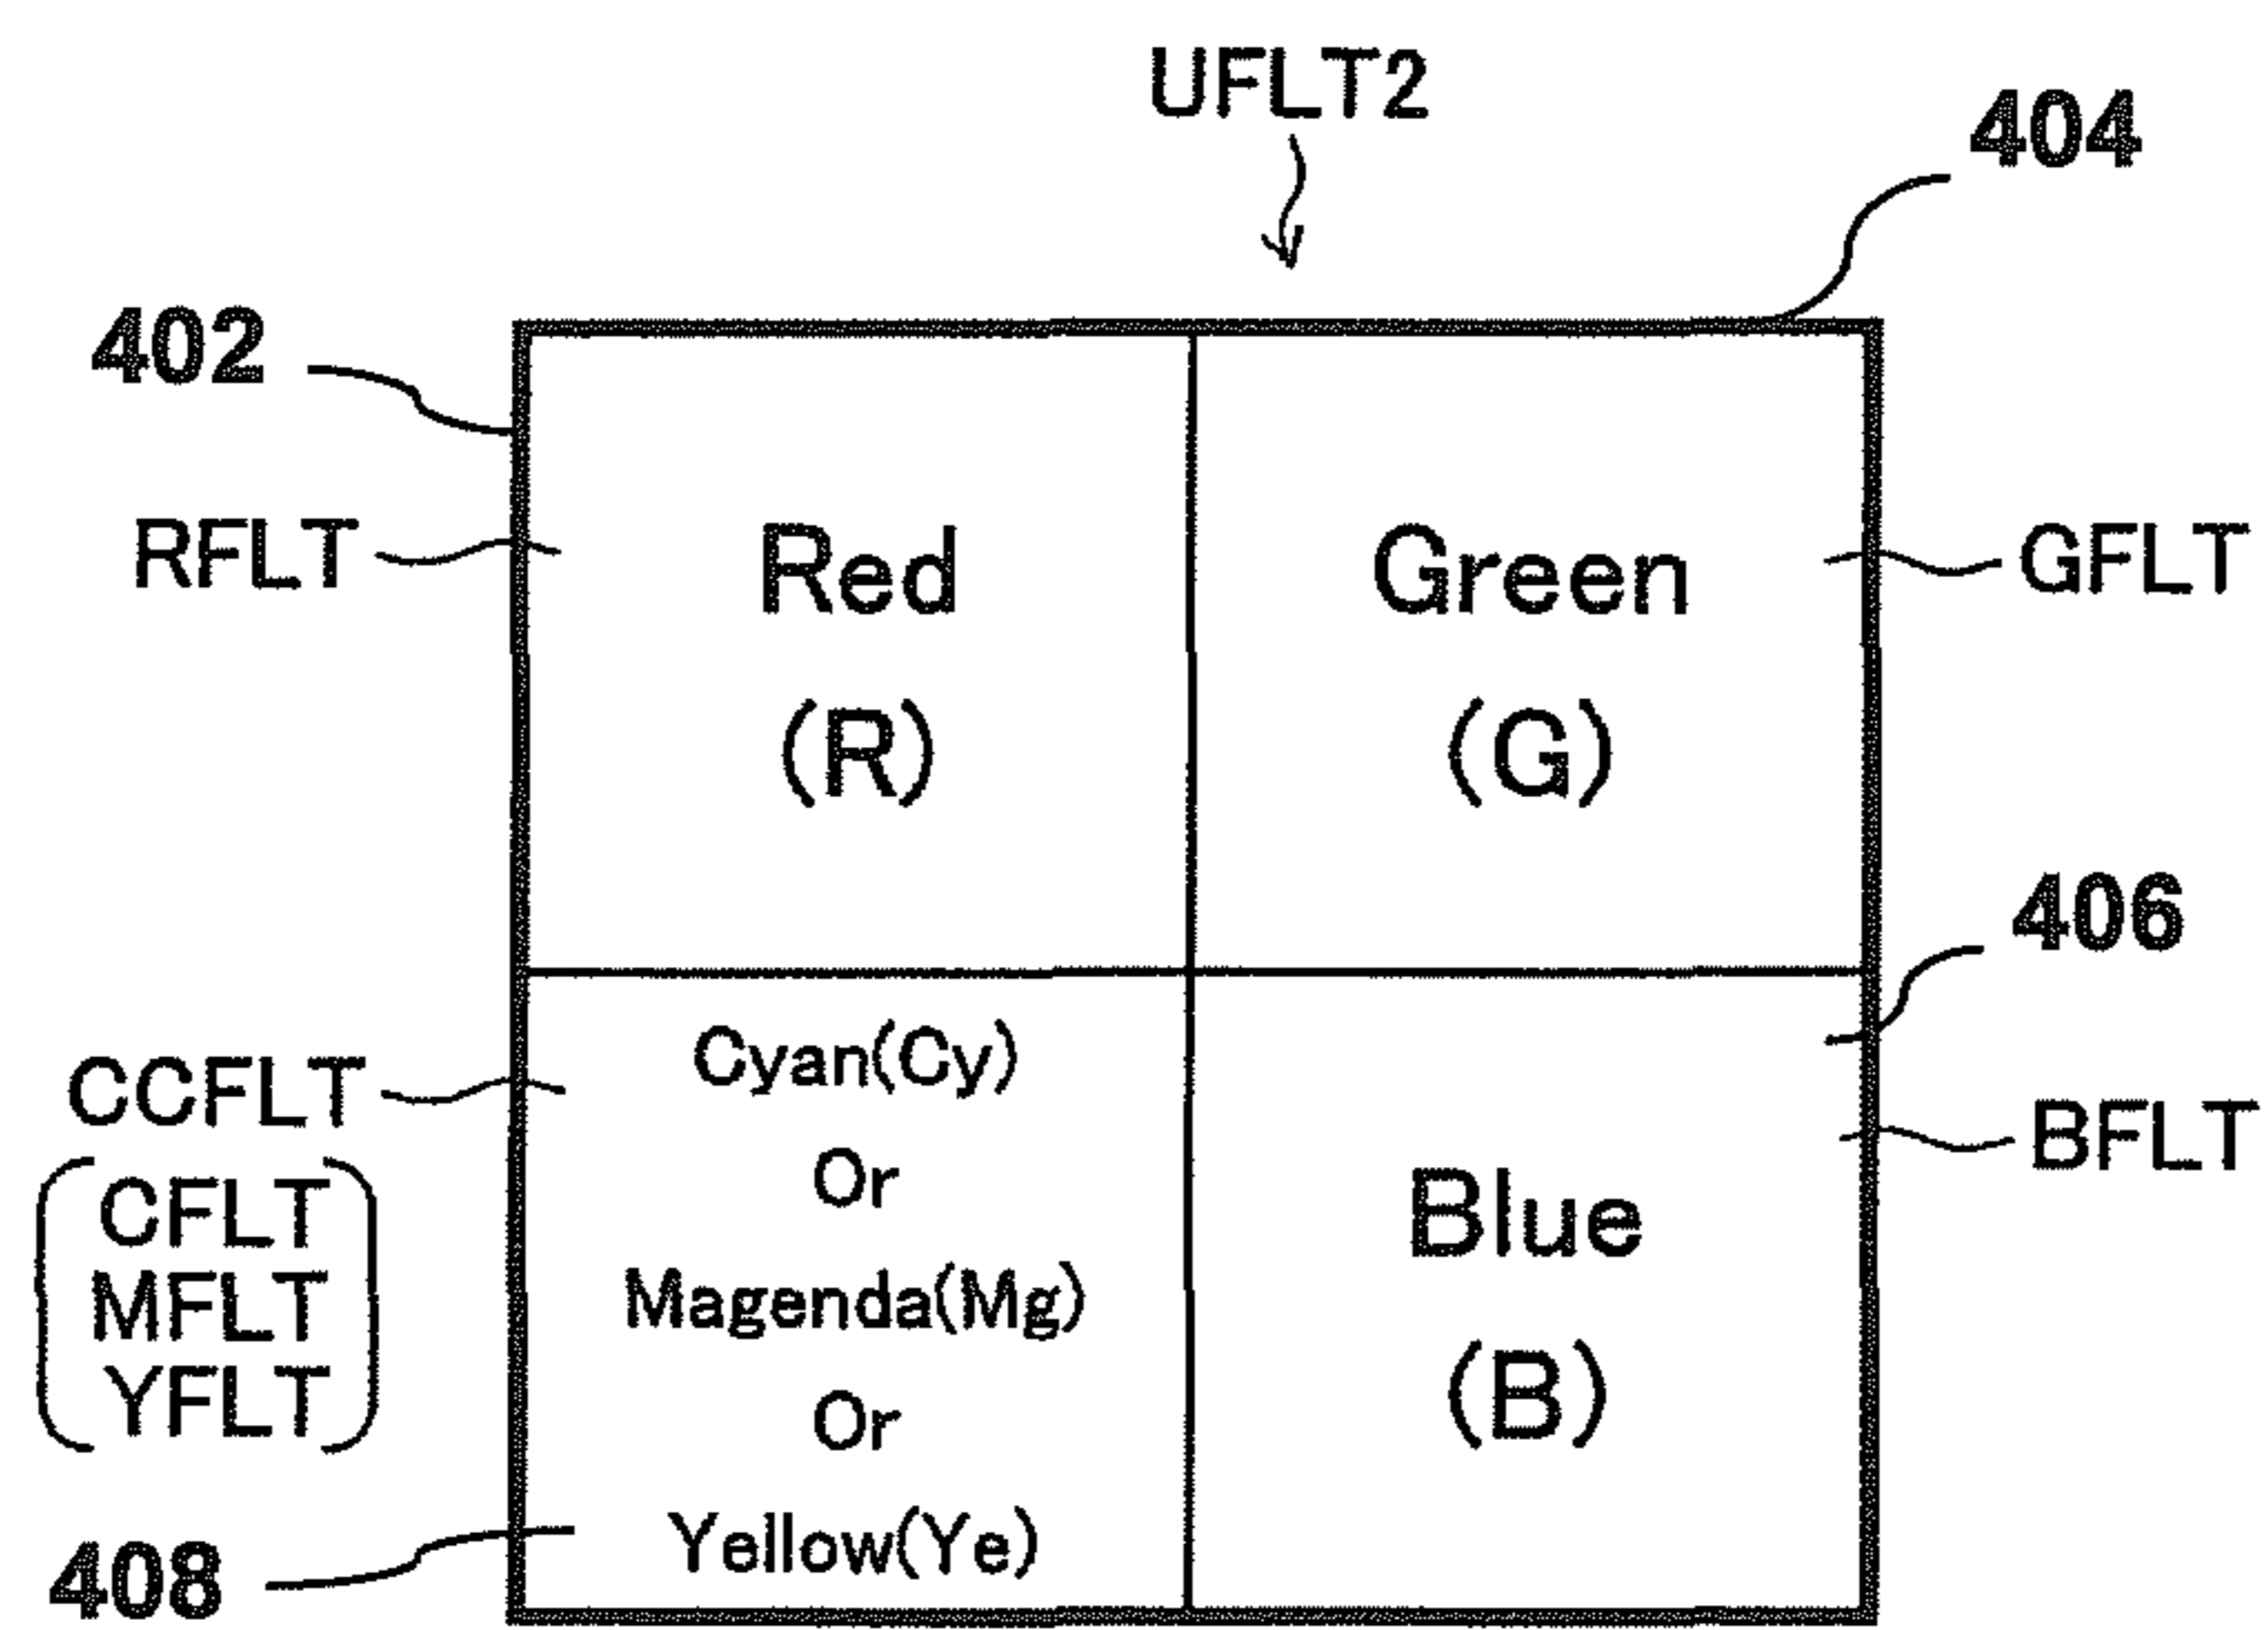 UFLT2
404
402
RFLT
Red
(R)
Green
(G)
GFLT
406
CCFLT
CFLT
MFLT
YFLT
408
Cyan(Cy)
Or
Magenda(Mg)
Or
Yellow(Ye)
Blue
(B)
BFLT